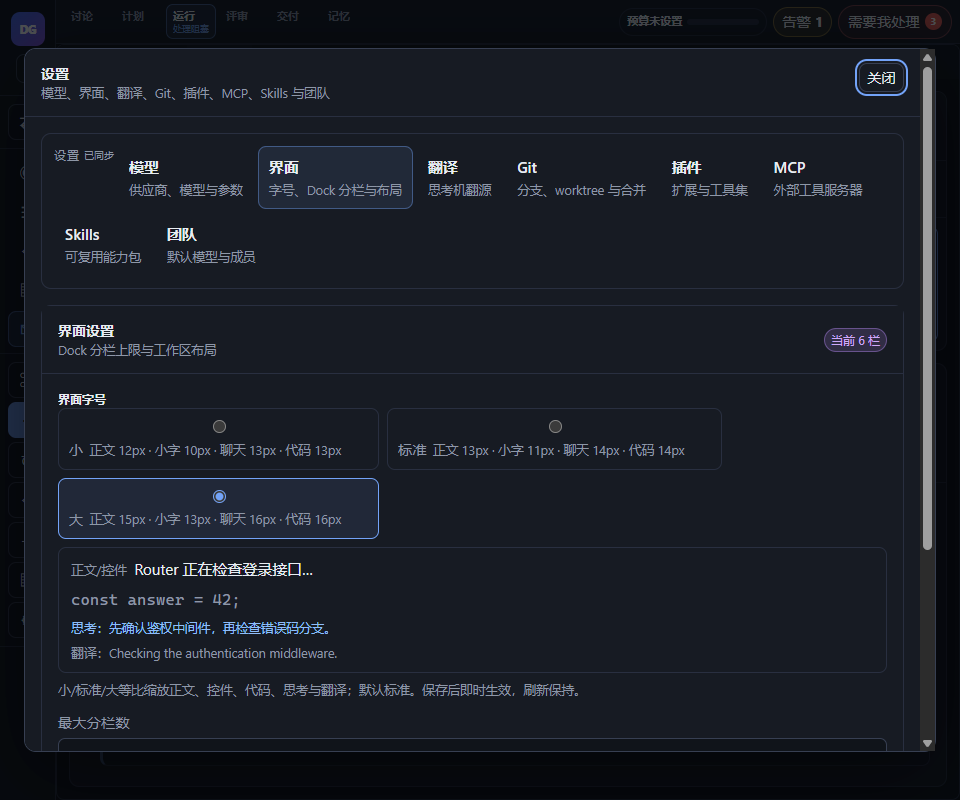 DG
讨论 计划 运行 评审 交付 记忆
处理阻塞
预算未设置 告警 1 需要我处理 3
设置
模型、界面、翻译、Git、插件、MCP、Skills 与团队
关闭
设置 已同步
模型
供应商、模型与参数
界面
字号、Dock 分栏与布局
翻译
思考机翻源
Git
分支、worktree 与合并
插件
扩展与工具集
MCP
外部工具服务器
Skills
可复用能力包
团队
默认模型与成员
界面设置
Dock 分栏上限与工作区布局
当前 6 栏
界面字号
小 正文 12px · 小字 10px · 聊天 13px · 代码 13px
标准 正文 13px · 小字 11px · 聊天 14px · 代码 14px
大 正文 15px · 小字 13px · 聊天 16px · 代码 16px
正文/控件 Router 正在检查登录接口...
const answer = 42;
思考：先确认鉴权中间件，再检查错误码分支。
翻译：Checking the authentication middleware.
小/标准/大等比缩放正文、控件、代码、思考与翻译；默认标准。保存后即时生效，刷新保持。
最大分栏数